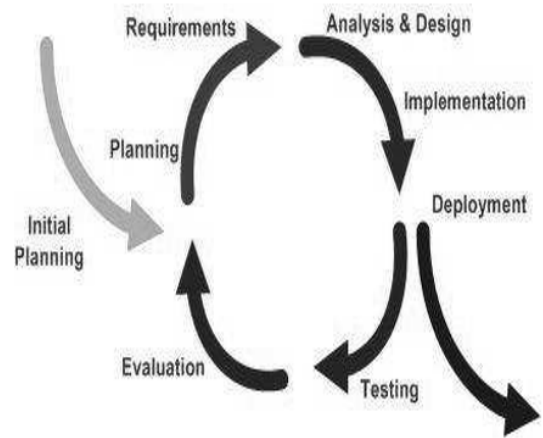 Requirements
Analysis & Design
Implementation
Planning
Deployment
Initial
Planning
Evaluation
Testing